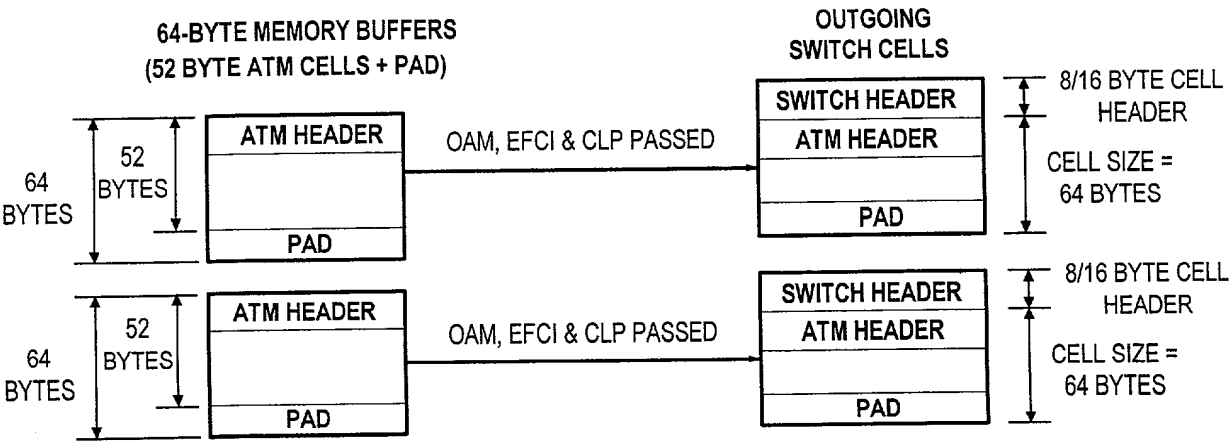 64-BYTE MEMORY BUFFERS
(52 BYTE ATM CELLS + PAD)
OUTGOING
SWITCH CELLS
64
BYTES
52
BYTES
ATM HEADER
PAD
OAM, EFCI & CLP PASSED
SWITCH HEADER
ATM HEADER
PAD
8/16 BYTE CELL
HEADER
CELL SIZE =
64 BYTES
64
BYTES
52
BYTES
ATM HEADER
PAD
OAM, EFCI & CLP PASSED
SWITCH HEADER
ATM HEADER
PAD
8/16 BYTE CELL
HEADER
CELL SIZE =
64 BYTES